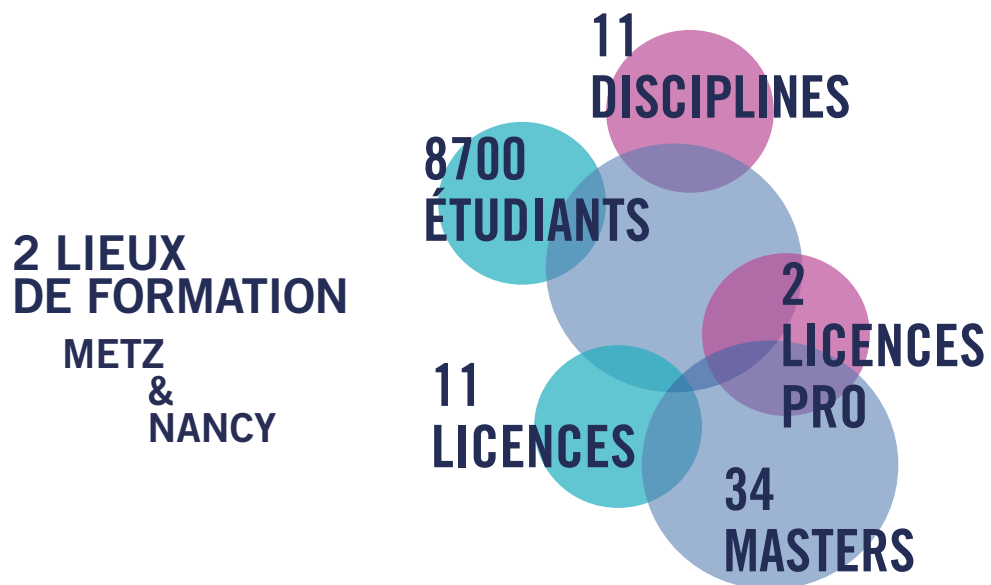 2 LIEUX
DE FORMATION
METZ
&
NANCY
11
DISCIPLINES
8700
ÉTUDIANTS
2
LICENCES
PRO
11
LICENCES
34
MASTERS